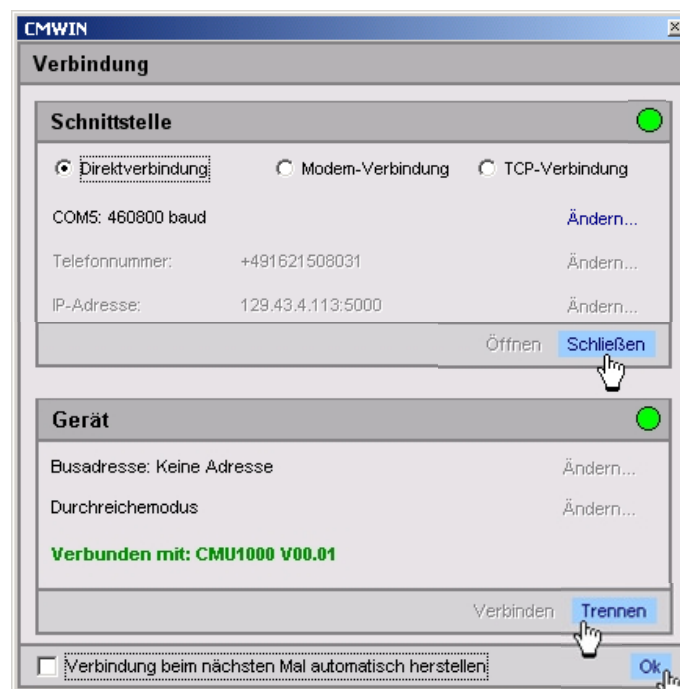 CMWIN
Verbindung
Schnittstelle
Direktverbindung Modem-Verbindung TCP-Verbindung
COM5: 460800 baud Ändern...
Telefonnummer: +491621508031 Ändern...
IP-Adresse: 129.43.4.113:5000 Ändern...
Öffnen Schließen
Gerät
Busadresse: Keine Adresse Ändern...
Durchreichemodus Ändern...
Verbunden mit: CMU1000 V00.01
Verbinden Trennen
Verbindung beim nächsten Mal automatisch herstellen Ok